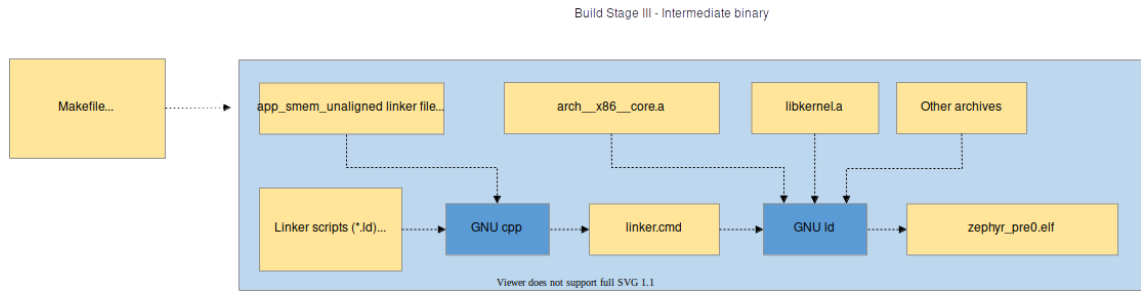 Build Stage III - Intermediate binary
Makefile...
app_smem_unaligned linker file...
arch__x86__core.a
libkernel.a
Other archives
Linker scripts (*.ld)...
GNU cpp
linker.cmd
GNU ld
zephyr_pre0.elf
Viewer does not support full SVG 1.1